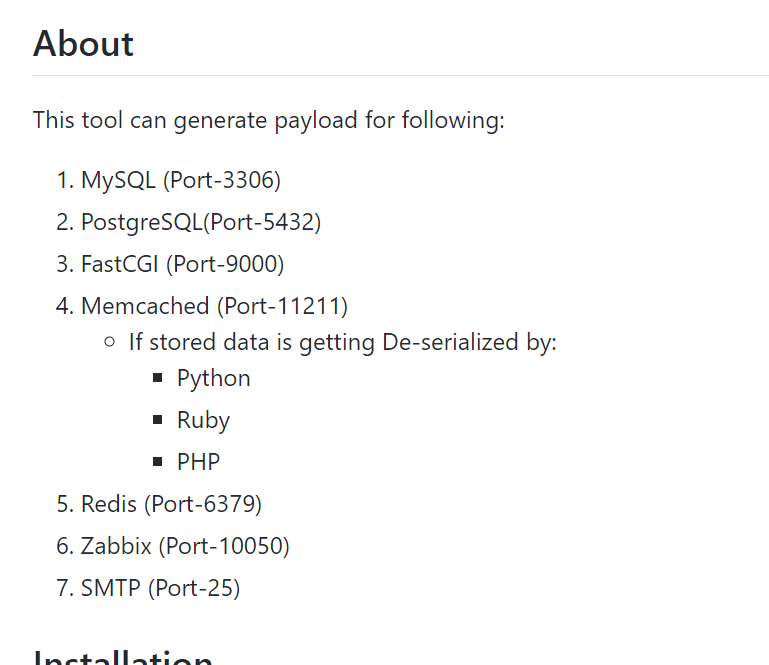 About
This tool can generate payload for following:
1. MySQL (Port-3306)
2. PostgreSQL(Port-5432)
3. FastCGI (Port-9000)
4. Memcached (Port-11211)
If stored data is getting De-serialized by:
Python
Ruby
PHP
5. Redis (Port-6379)
6. Zabbix (Port-10050)
7. SMTP (Port-25)
Installation